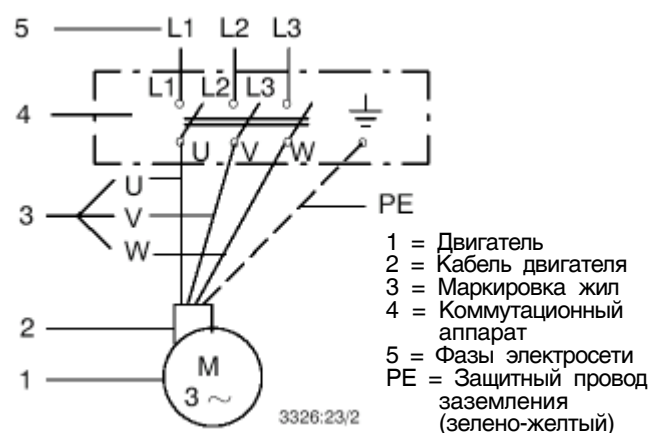 5 L1 L2 L3
L1 L2 L3
4
U V W
U
3 V PE
W
1 = Двигатель
2 = Кабель двигателя
3 = Маркировка жил
4 = Коммутационный
аппарат
5 = Фазы электросети
PE = Защитный провод
заземления
(зелено-желтый)
2
1 M
3 ~
3326:23/2